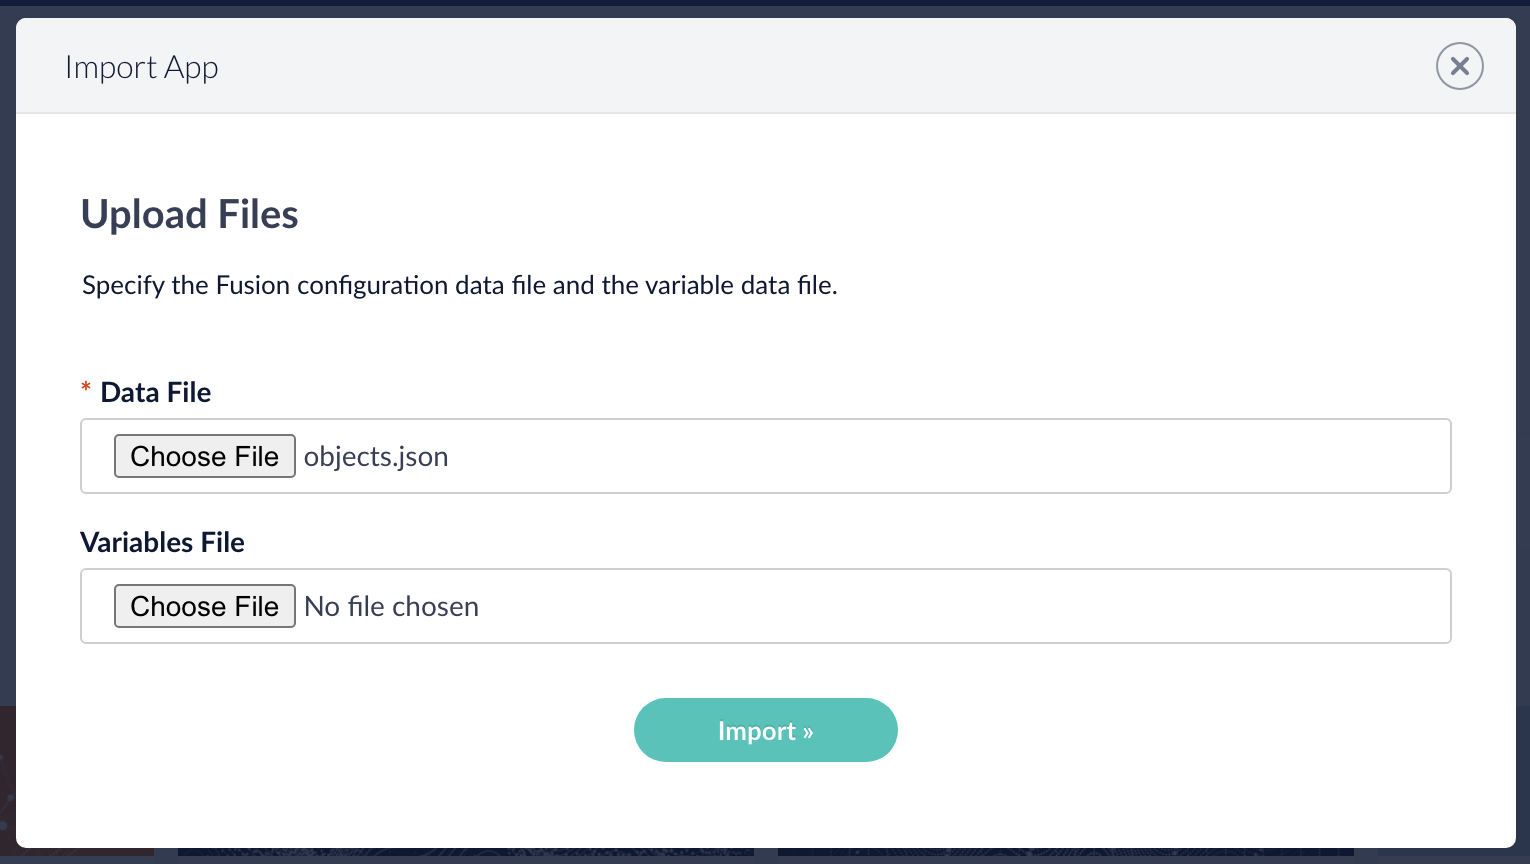 Import App
Upload Files
Specify the Fusion configuration data file and the variable data file.
* Data File
Choose File objects.json
Variables File
Choose File No file chosen
Import »